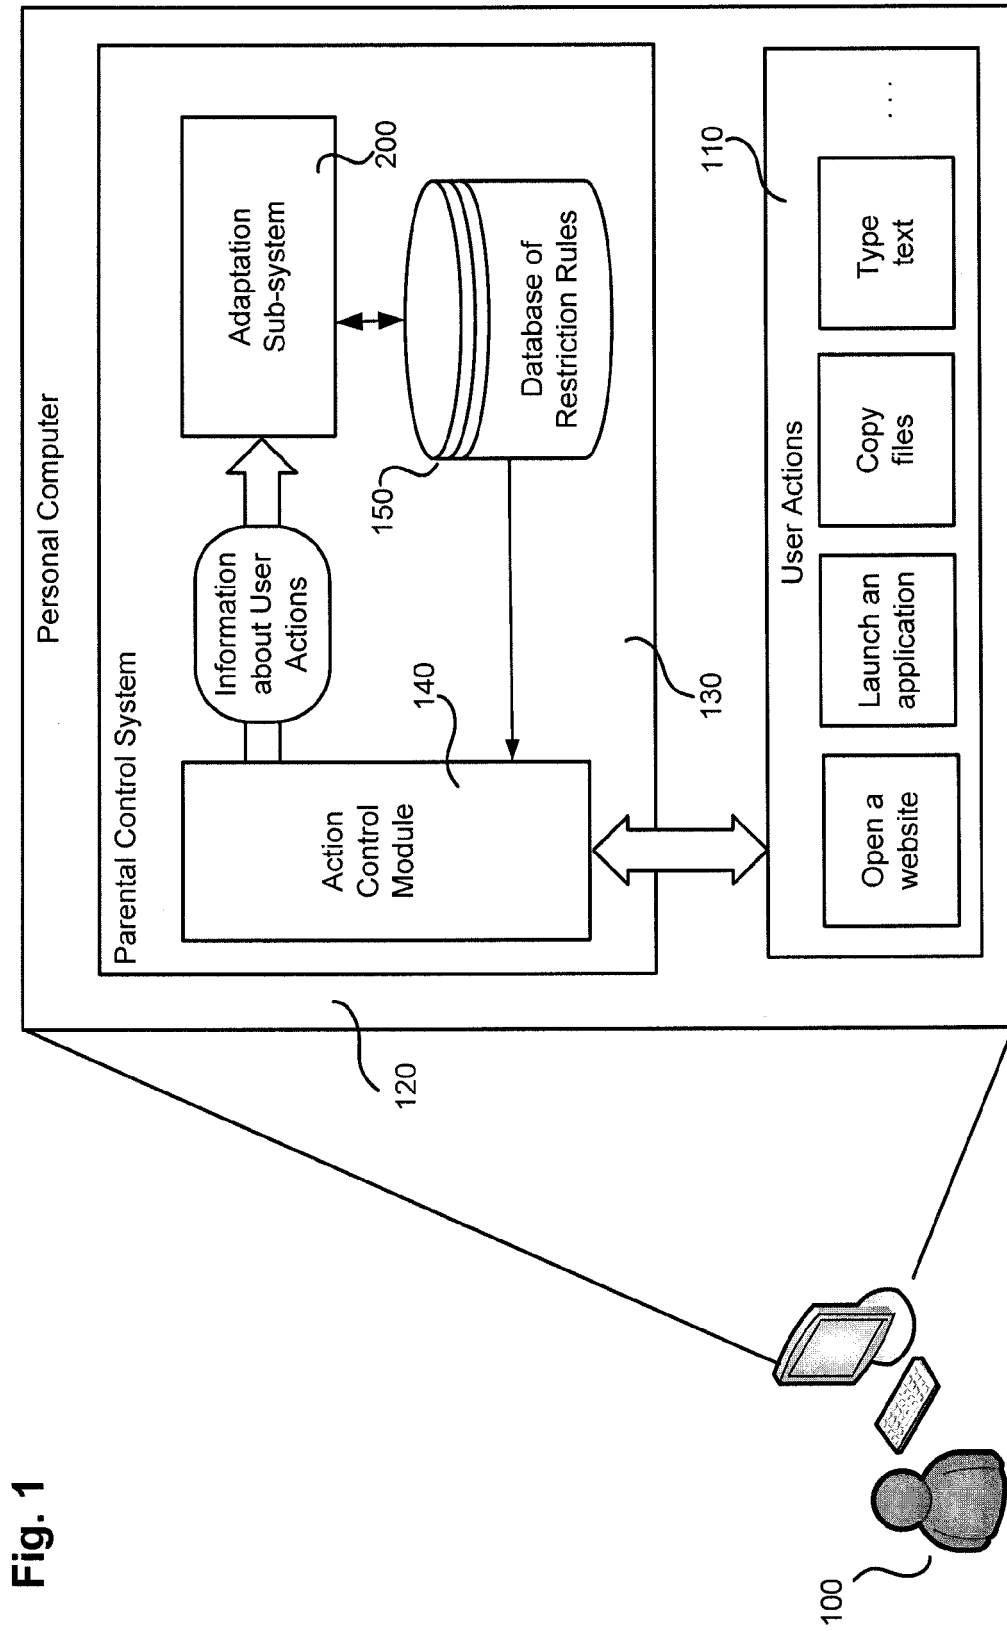 Fig. 1
Personal Computer
Parental Control System
Action
Control
Module
140
Information
about User
Actions
Adaptation
Sub-system
200
150
Database of
Restriction Rules
130
120
User Actions
110
Open a
website
Launch an
application
Copy
files
Type
text
. . .
100